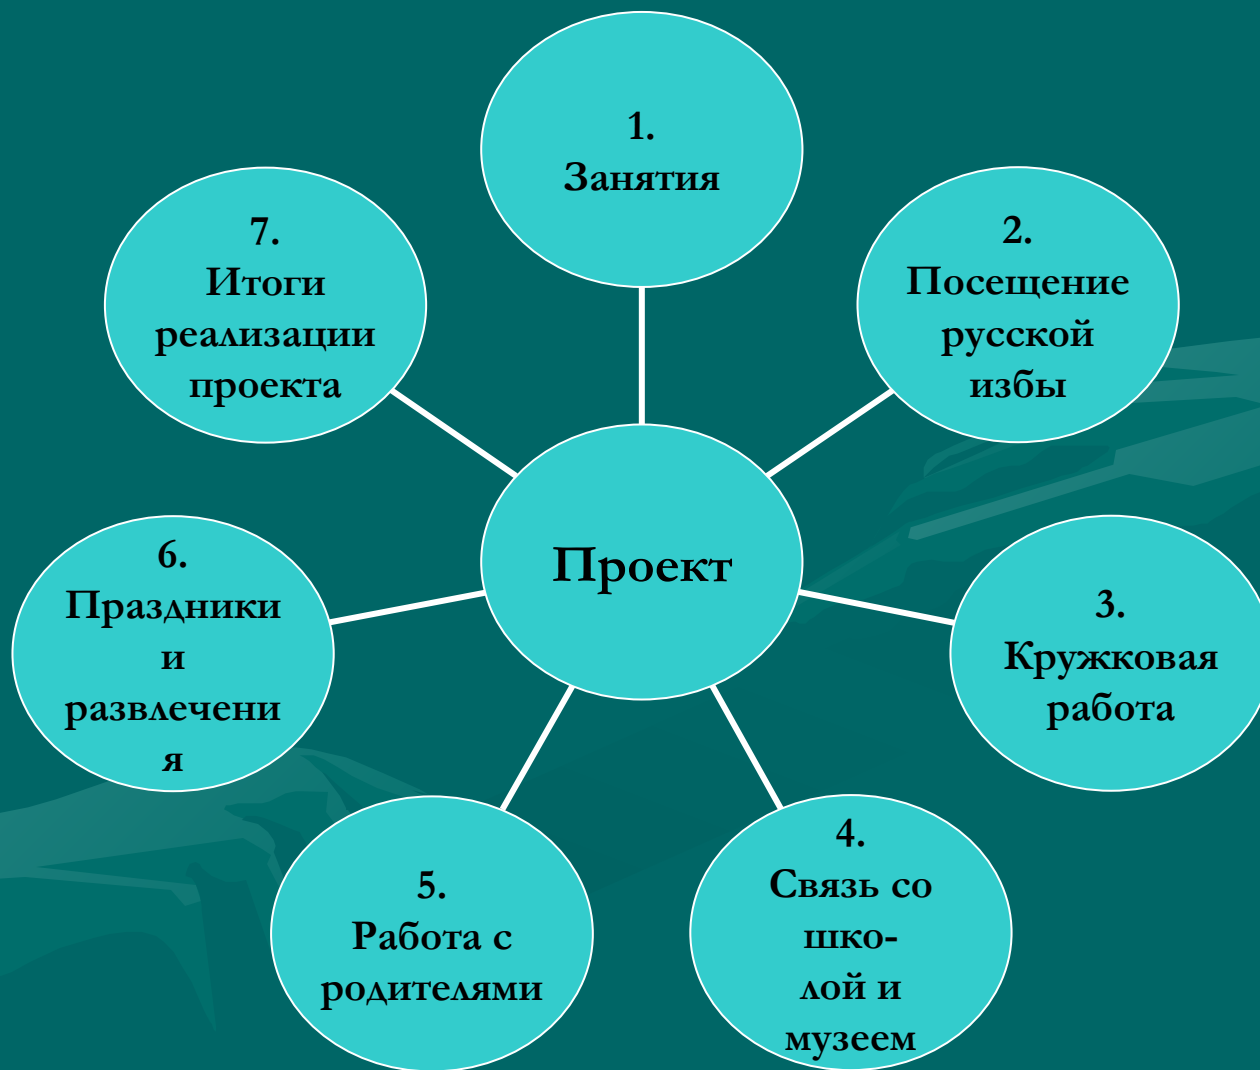 1.
Занятия
2.
Посещение
русской
избы
3.
Кружковая
работа
4.
Связь со
шко-
лой и
музеем
5.
Работа с
родителями
6.
Праздники
и
развлечени
я
7.
Итоги
реализации
проекта
Проект